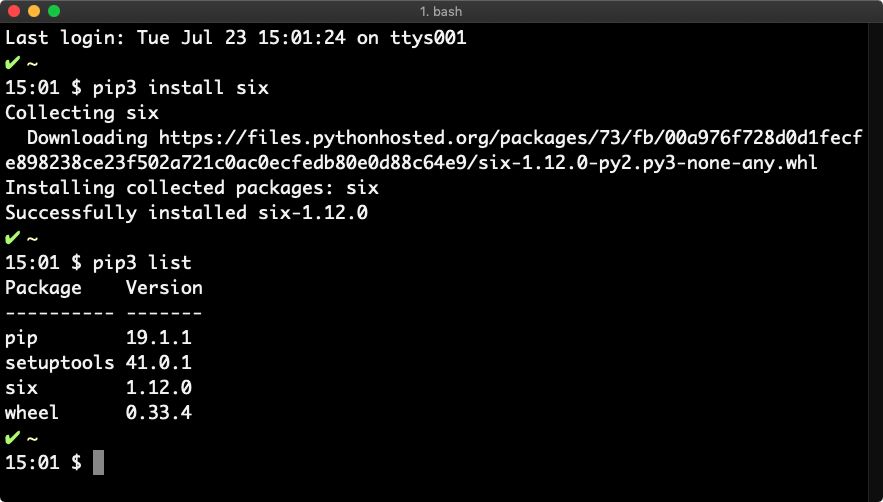 1. bash
Last login: Tue Jul 23 15:01:24 on ttys001
✔ ~
15:01 $ pip3 install six
Collecting six
  Downloading https://files.pythonhosted.org/packages/73/fb/00a976f728d0d1fecf
e898238ce23f502a721c0ac0ecfedb80e0d88c64e9/six-1.12.0-py2.py3-none-any.whl
Installing collected packages: six
Successfully installed six-1.12.0
✔ ~
15:01 $ pip3 list
Package    Version
---------- -------
pip        19.1.1
setuptools 41.0.1
six        1.12.0
wheel      0.33.4
✔ ~
15:01 $